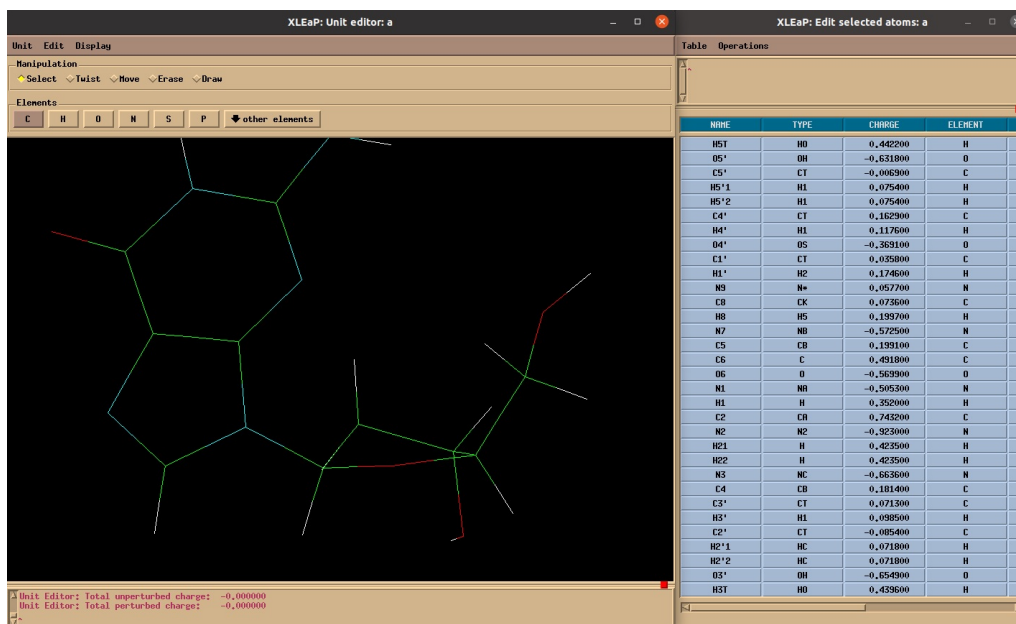 XLEaP: Unit editor: a
Unit Edit Display
Manipulation
Select Twist Move Erase Draw
Elements
C H O N S P other elements
Unit Editor: Total unperturbed charge: -0.000000
Unit Editor: Total perturbed charge: -0.000000
XLEaP: Edit selected atoms: a
Table Operations
NAME TYPE CHARGE ELEMENT
H5T HO 0.442200 H
O5' OH -0.631800 O
C5' CT -0.006900 C
H5'1 H1 0.075400 H
H5'2 H1 0.075400 H
C4' CT 0.162900 C
H4' H1 0.117600 H
O4' OS -0.369100 O
C1' CT 0.035800 C
H1' H2 0.174600 H
N9 N* 0.057700 N
C8 CK 0.073600 C
H8 H5 0.199700 H
N7 NB -0.572500 N
C5 CB 0.199100 C
C6 C 0.491800 C
O6 O -0.569900 O
N1 NA -0.505300 N
H1 H 0.352000 H
C2 CA 0.743200 C
N2 N2 -0.923000 N
H21 H 0.423500 H
H22 H 0.423500 H
N3 NC -0.663600 N
C4 CB 0.181400 C
C3' CT 0.071300 C
H3' H1 0.098500 H
C2' CT -0.085400 C
H2'1 HC 0.071800 H
H2'2 HC 0.071800 H
O3' OH -0.654900 O
H3T HO 0.439600 H